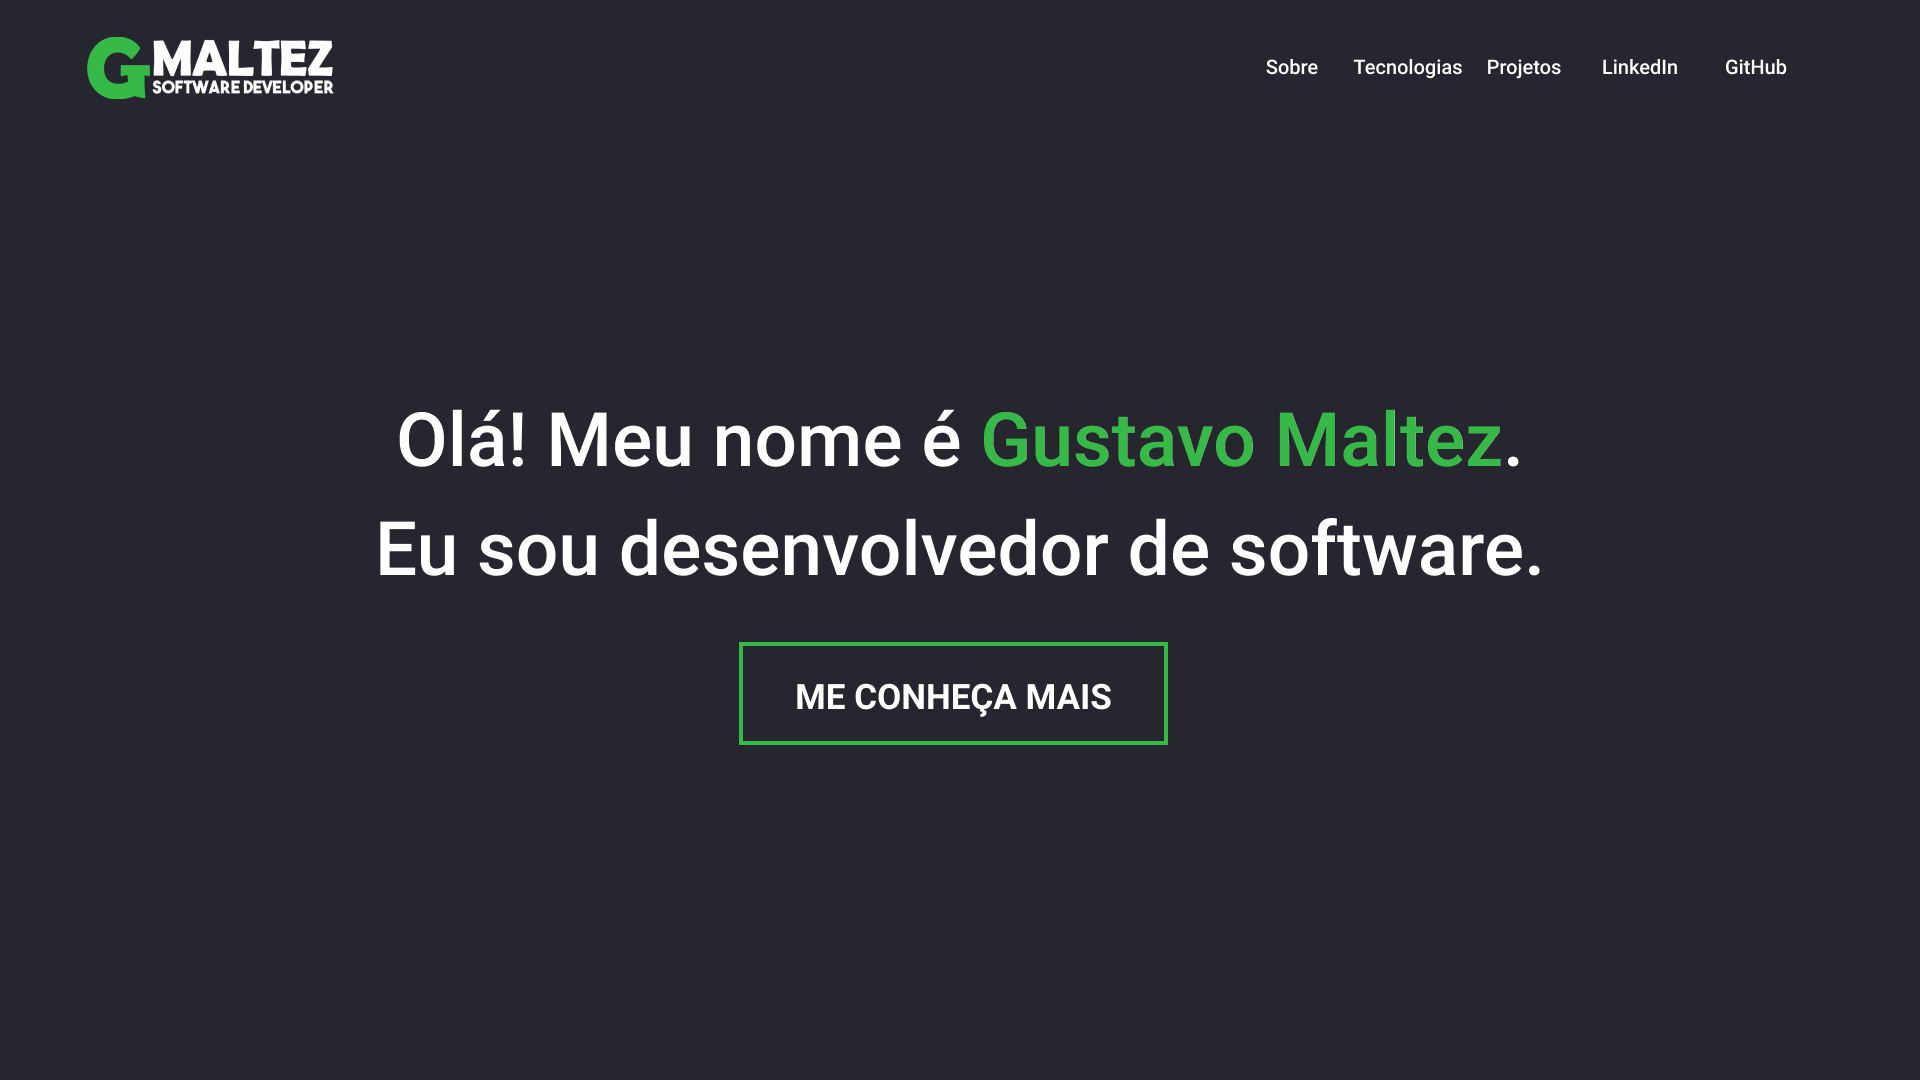 GMALTEZ
SOFTWARE DEVELOPER
Sobre Tecnologias Projetos LinkedIn GitHub
Olá! Meu nome é Gustavo Maltez.
Eu sou desenvolvedor de software.
ME CONHEÇA MAIS